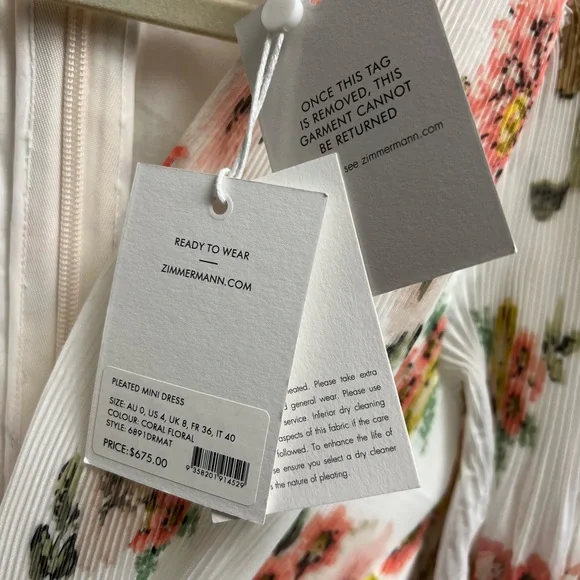 ONCE THIS TAG
IS REMOVED, THIS
GARMENT CANNOT
BE RETURNED
see zimmermann.com
READY TO WEAR
ZIMMERMANN.COM
PLEATED MINI DRESS
SIZE: AU 0, US 4, UK 8, FR 36, IT 40
COLOUR: CORAL FLORAL
STYLE: 6891DRMAT
PRICE:$675.00
9358201914529
eated. Please take extra
general wear. Please use
service. Inferior dry cleaning
aspects of this fabric if the care
followed. To enhance the life of
se ensure you select a dry cleaner
the nature of pleating.